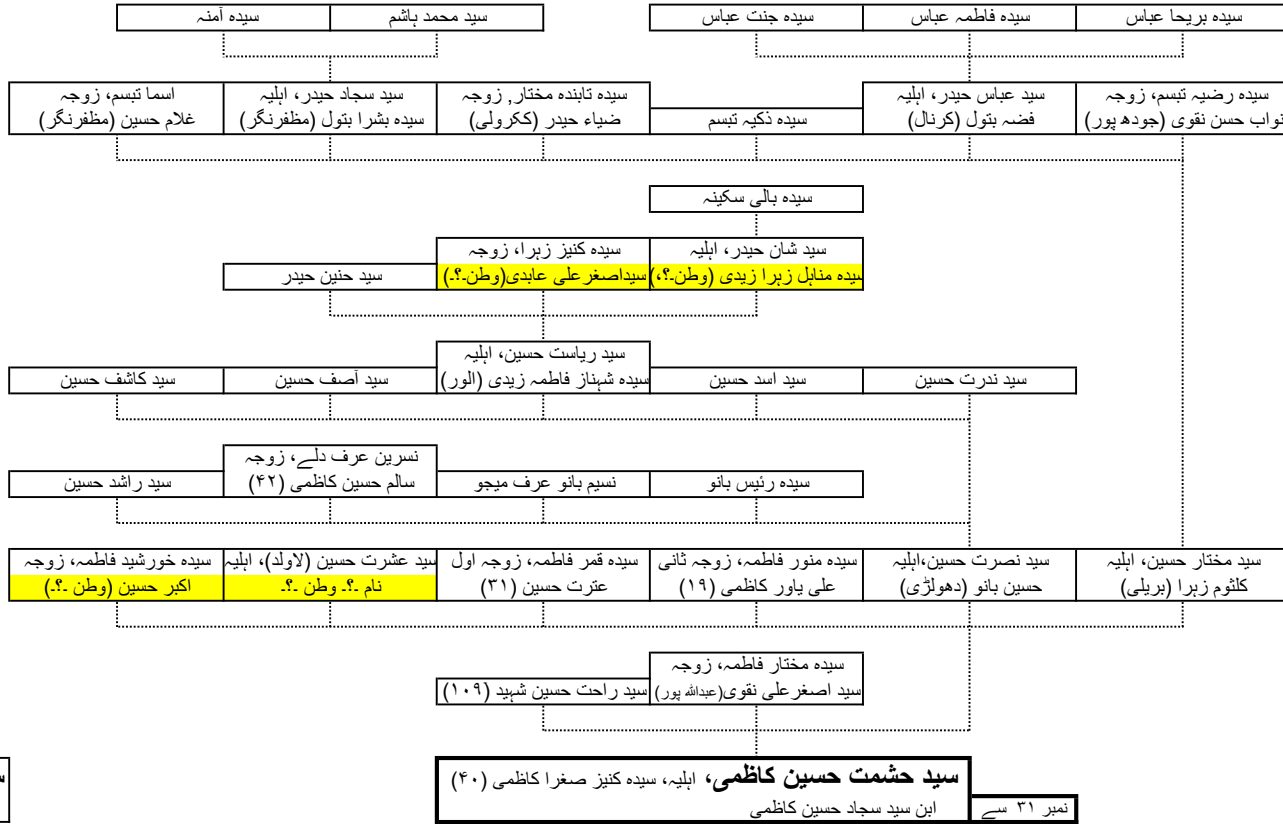 سیدہ بریحا عباس
سیدہ فاطمہ عباس
سیدہ جنت عباس
سید محمد ہاشم
سیدہ آمنہ
سیدہ رضیہ تبسم، زوجہ
نواب حسن نقوی (جودھ پور)
سید عباس حیدر، اہلیہ
فضہ بتول (کرنال)
سیدہ ذکیہ تبسم
سیدہ تابندہ مختار, زوجہ
ضیاء حیدر (ککرولی)
سید سجاد حیدر، اہلیہ
سیدہ بشرا بتول (مظفرنگر)
اسما تبسم، زوجہ
غلام حسین (مظفرنگر)
سیدہ بالی سکینہ
سید شان حیدر، اہلیہ
سیدہ مناہل زہرا زیدی (وطن۔؟،)
سیدہ کنیز زہرا، زوجہ
سیداصغرعلی عابدی(وطن۔؟۔)
سید حنین حیدر
سید ندرت حسین
سید اسد حسین
سید ریاست حسین، اہلیہ
سیدہ شہناز فاطمہ زیدی (الور)
سید آصف حسین
سید کاشف حسین
سیدہ رئیس بانو
نسیم بانو عرف میجو
نسرین عرف دلے، زوجہ
سالم حسین کاظمی (۴۲)
سید راشد حسین
سید مختار حسین، اہلیہ
کلثوم زہرا (بریلی)
سید نصرت حسین،اہلیہ
حسین بانو (دھولڑی)
سیدہ منور فاطمہ، زوجہ ثانی
علی یاور کاظمی (۱۹)
سیدہ قمر فاطمہ، زوجہ اول
عترت حسین (۳۱)
سید عشرت حسین (لاولد)، اہلیہ
نام ۔؟۔ وطن ۔؟۔
سیدہ خورشید فاطمہ، زوجہ
اکبر حسین (وطن ۔؟۔)
سیدہ مختار فاطمہ، زوجہ
سید اصغرعلی نقوی(عبداللہ پور)
سید راحت حسین شہید (۱۰۹)
سید حشمت حسین کاظمی، اہلیہ، سیدہ کنیز صغرا کاظمی (۴۰)
ابن سید سجاد حسین کاظمی
نمبر ۳۱ سے